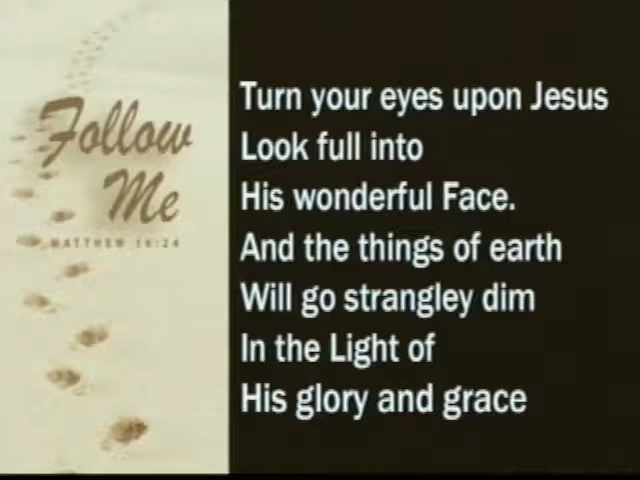 Follow
Me
MATTHEW 16:24
Turn your eyes upon Jesus
Look full into
His wonderful Face.
And the things of earth
Will go strangley dim
In the Light of
His glory and grace